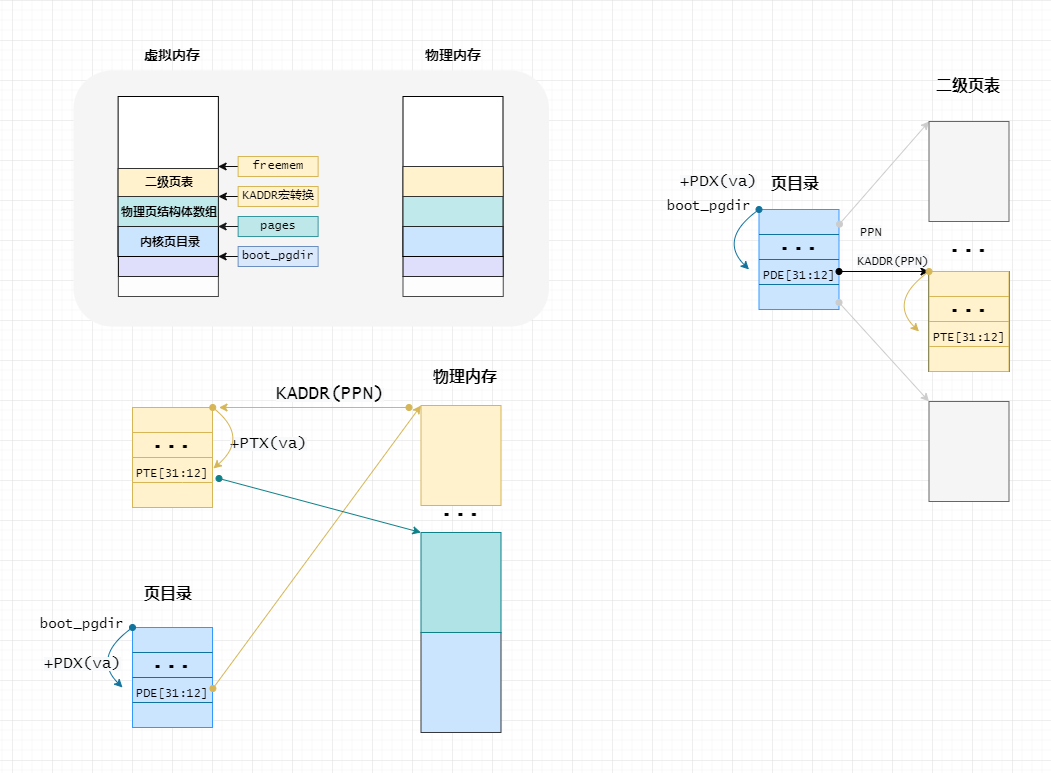 虚拟内存
物理内存
freemem
二级页表
KADDR宏转换
物理页结构体数组
pages
内核页目录
boot_pgdir
二级页表
+PDX(va)
页目录
boot_pgdir
PPN
...
...
KADDR(PPN)
PDE[31:12]
...
PTE[31:12]
物理内存
KADDR(PPN)
...
+PTX(va)
PTE[31:12]
...
页目录
boot_pgdir
+PDX(va)
...
PDE[31:12]